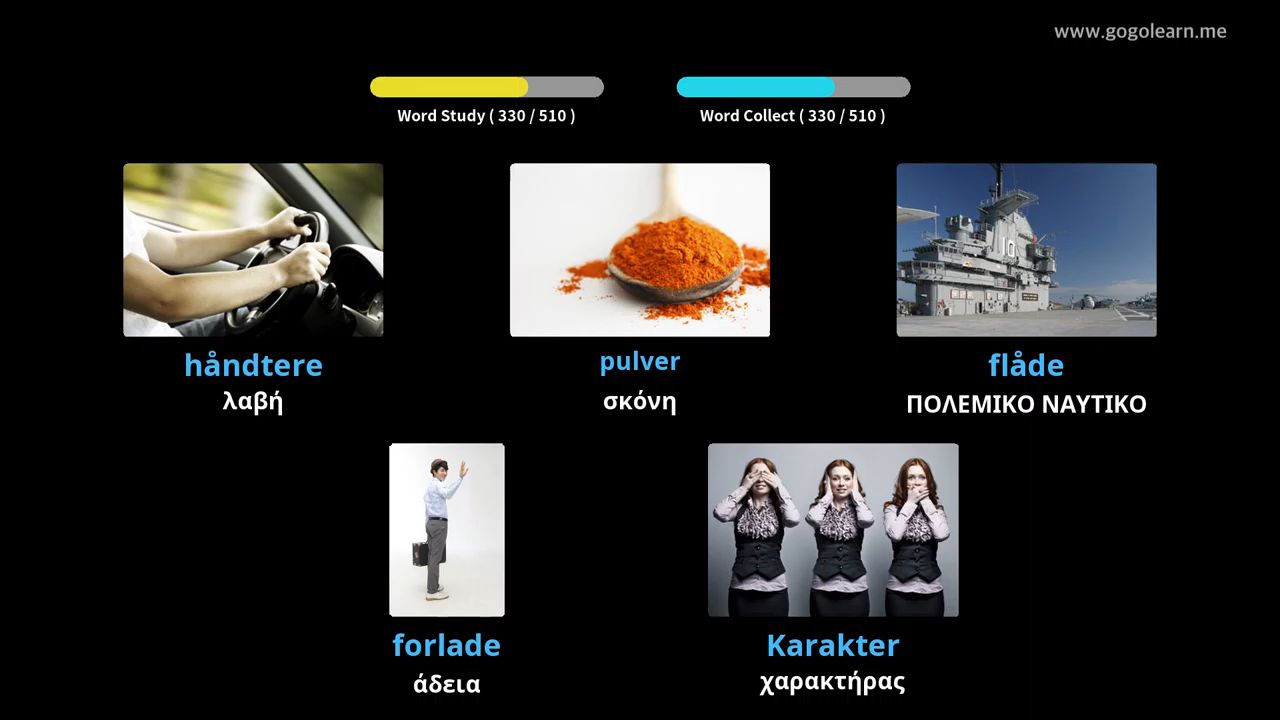 www.gogolearn.me
Word Study ( 330 / 510 )
Word Collect ( 330 / 510 )
10
håndtere
pulver
flåde
λαβή
σκόνη
ΠΟΛΕΜΙΚΟ ΝΑΥΤΙΚΟ
forlade
Karakter
άδεια
χαρακτήρας